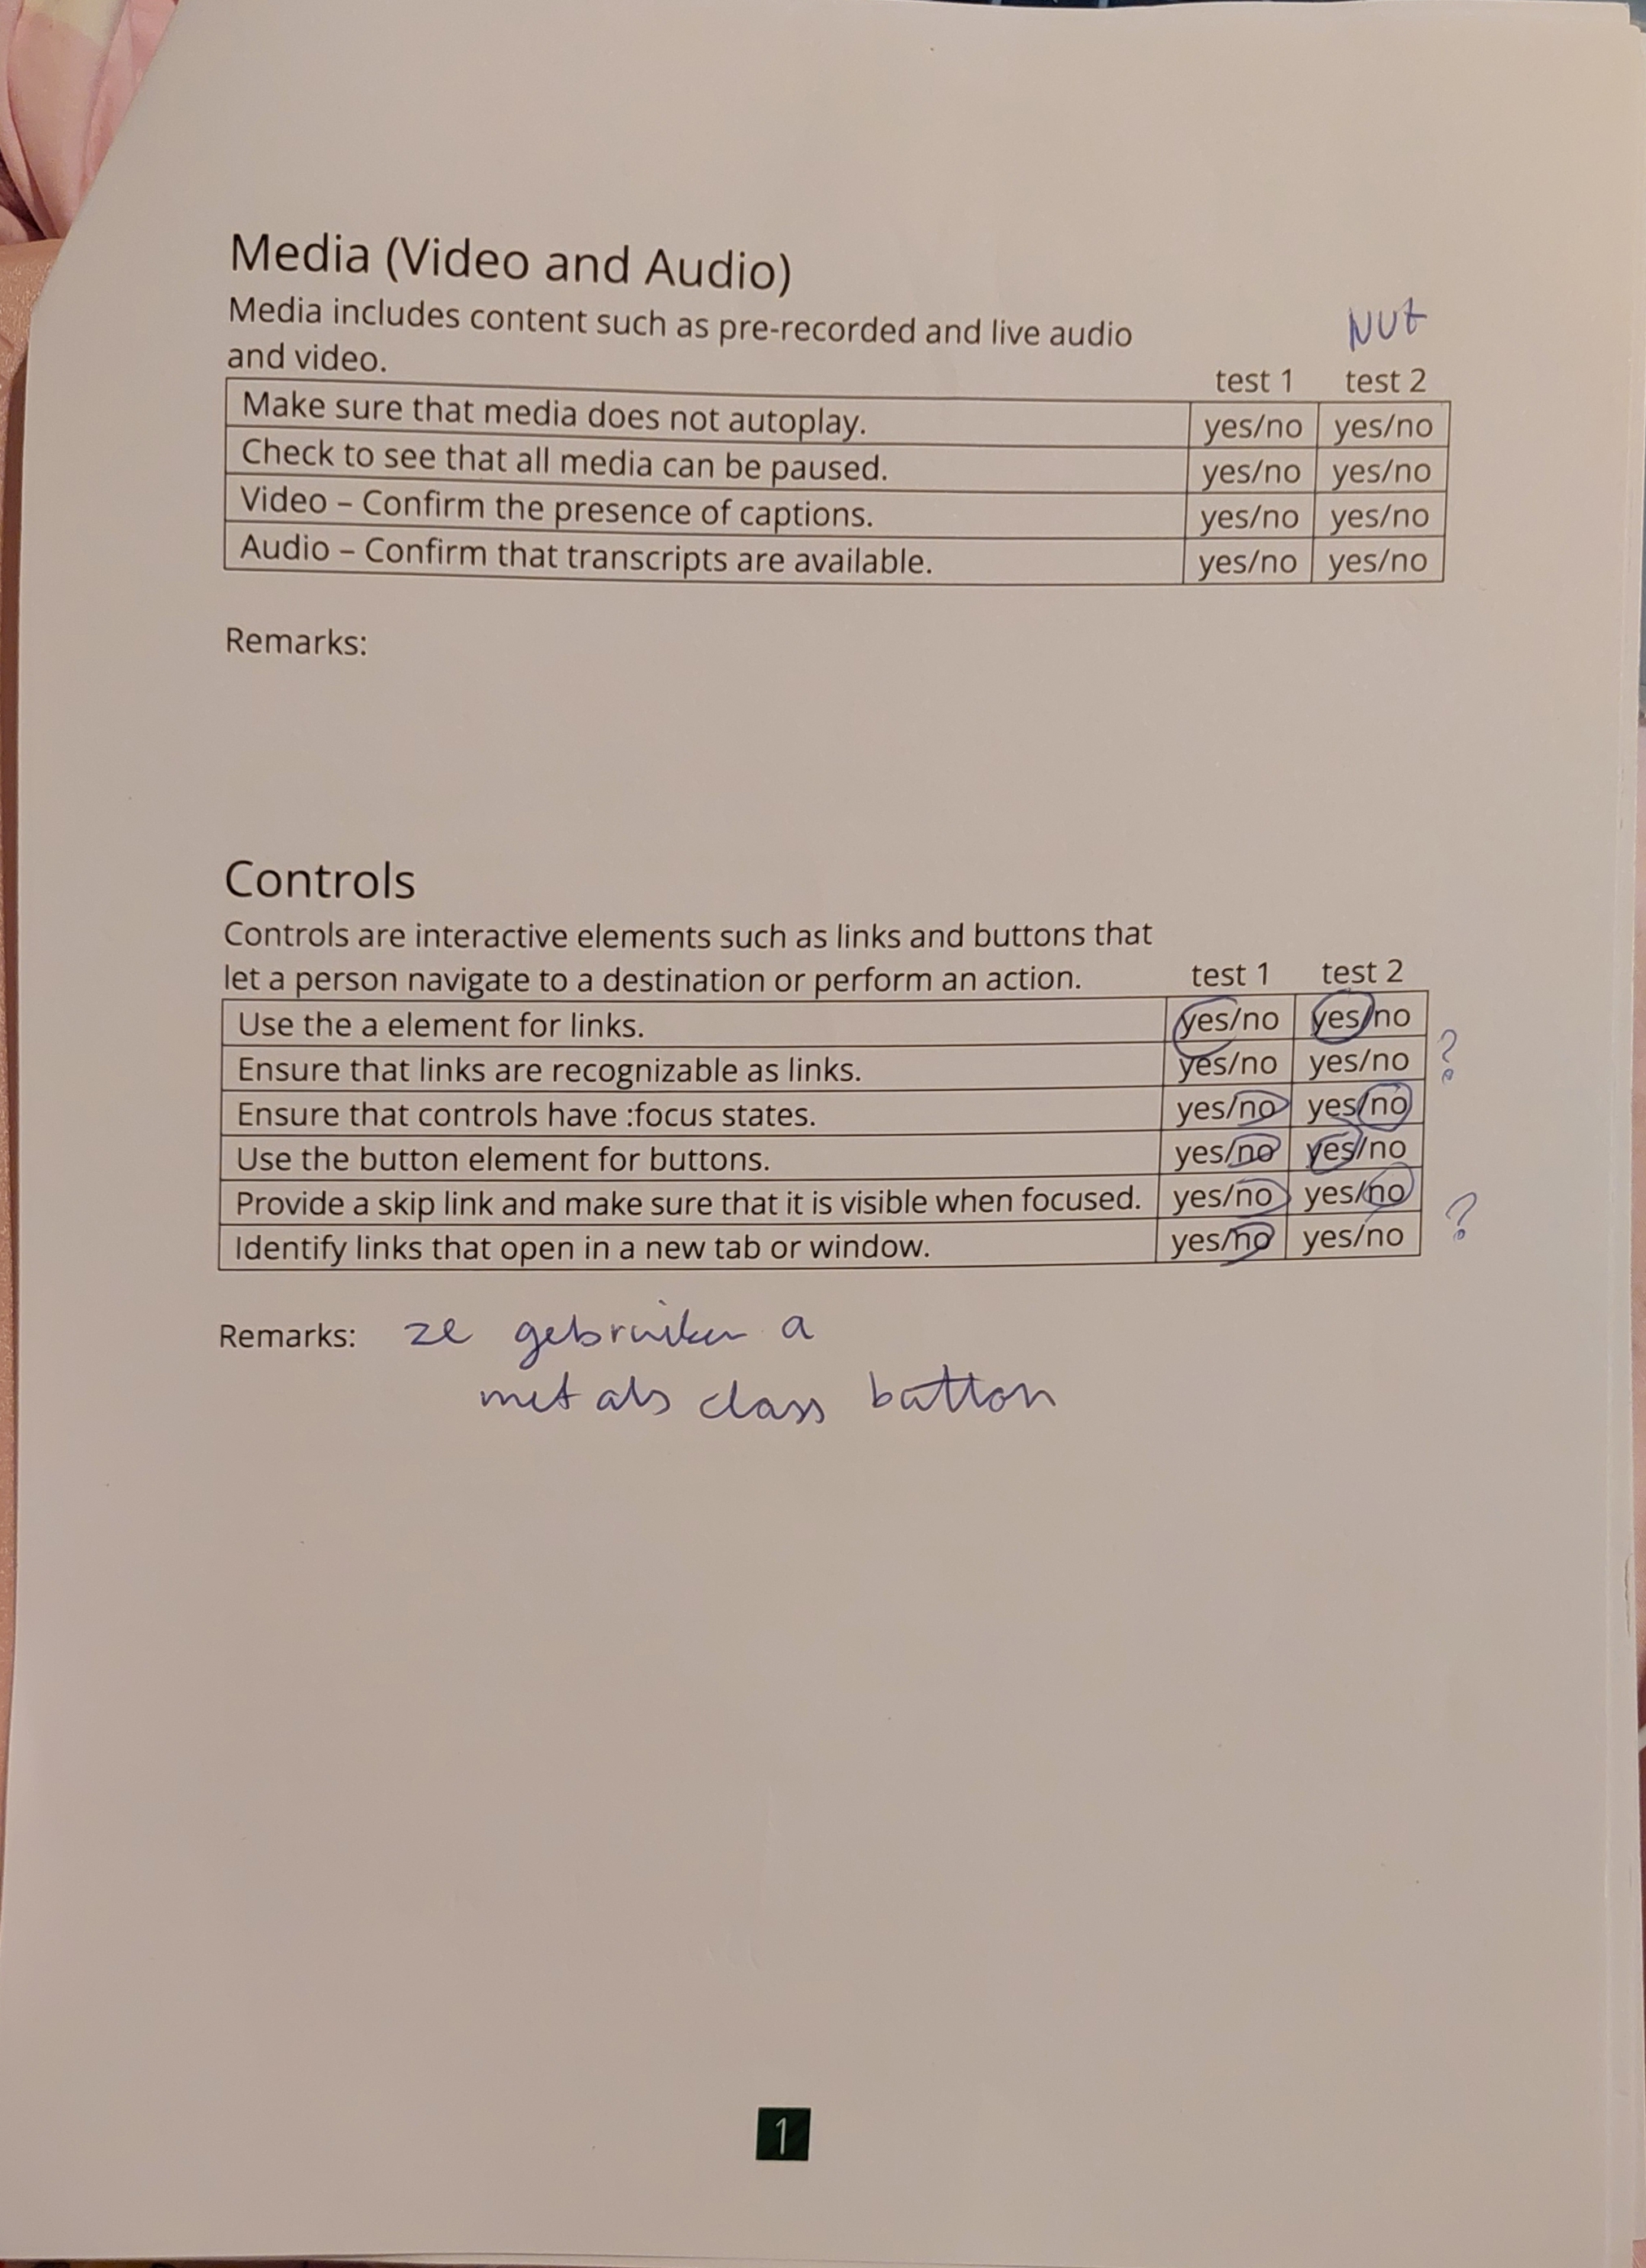 Media (Video and Audio)
Media includes content such as pre-recorded and live audio
NUt
and video.
test 1 test 2
Make sure that media does not autoplay. yes/no yes/no
Check to see that all media can be paused. yes/no yes/no
Video – Confirm the presence of captions. yes/no yes/no
Audio – Confirm that transcripts are available. yes/no yes/no
Remarks:
Controls
Controls are interactive elements such as links and buttons that
let a person navigate to a destination or perform an action. test 1 test 2
Use the a element for links. yes/no yes/no
Ensure that links are recognizable as links. yes/no yes/no ?
Ensure that controls have :focus states. yes/no yes/no
Use the button element for buttons. yes/no yes/no
Provide a skip link and make sure that it is visible when focused. yes/no yes/no
Identify links that open in a new tab or window. yes/no yes/no ?
Remarks: ze gebruiken a
met als class button
1